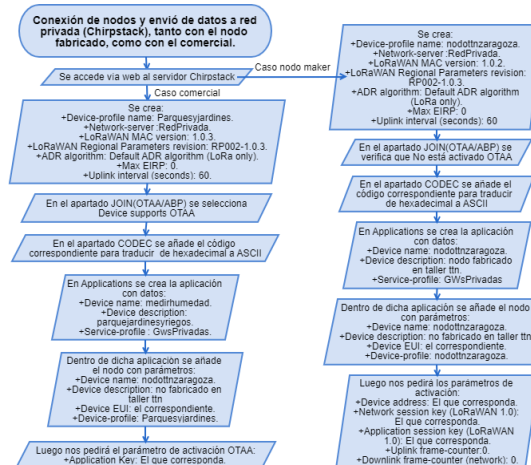 Conexión de nodos y envió de datos a red
privada (Chirpstack), tanto con el nodo
fabricado, como con el comercial.
Se accede via web al servidor Chirpstack
Caso nodo maker
Caso comercial
Se crea:
+Device-profile name: Parquesyjardines.
+Network-server :RedPrivada.
+LoRaWAN MAC version: 1.0.3.
+LoRaWAN Regional Parameters revision: RP002-1.0.3.
+ADR algorithm: Default ADR algorithm (LoRa only).
+Max EIRP: 0.
+Uplink interval (seconds): 60.
En el apartado JOIN(OTAA/ABP) se selecciona
Device supports OTAA
En el apartado CODEC se añade el código
correspondiente para traducir de hexadecimal a ASCII
En Applications se crea la aplicación
con datos:
+Device name: medirhumedad.
+Device description:
parquejardinesyriegos.
+Service-profile : GwsPrivadas.
Dentro de dicha aplicación se añade
el nodo con parámetros:
+Device name: nodottnzaragoza.
+Device description: no fabricado en
taller ttn
+Device EUI: el correspondiente.
+Device-profile: Parquesyjardines.
Luego nos pedirá el parámetro de activación OTAA:
+Application Key: El que corresponda.
Se crea:
+Device-profile name: nodottnzaragoza.
+Network-server :RedPrivada.
+LoRaWAN MAC version: 1.0.2.
+LoRaWAN Regional Parameters revision:
RP002-1.0.3.
+ADR algorithm: Default ADR algorithm
(LoRa only).
+Max EIRP: 0
+Uplink interval (seconds): 60
En el apartado JOIN(OTAA/ABP) se
verifica que No está activado OTAA
En el apartado CODEC se añade el
código correspondiente para traducir
de hexadecimal a ASCII
En Applications se crea la aplicación
con datos:
+Device name: nodottnzaragoza.
+Device description: nodo fabricado en
taller ttn.
+Service-profile: GWsPrivadas
Dentro de dicha aplicación se añade el nodo
con parámetros:
+Device name: nodottnzaragoza.
+Device description: no fabricado en taller ttn.
+Device EUI: el correspondiente.
+Device-profile: nodottnzaragoza.
Luego nos pedirá los parámetros de
activación:
+Device address: El que corresponda.
+Network session key (LoRaWAN 1.0): El
que corresponda.
+Application session key (LoRaWAN
1.0): El que corresponda.
+Uplink frame-counter:0.
+Downlink frame-counter (network): 0.